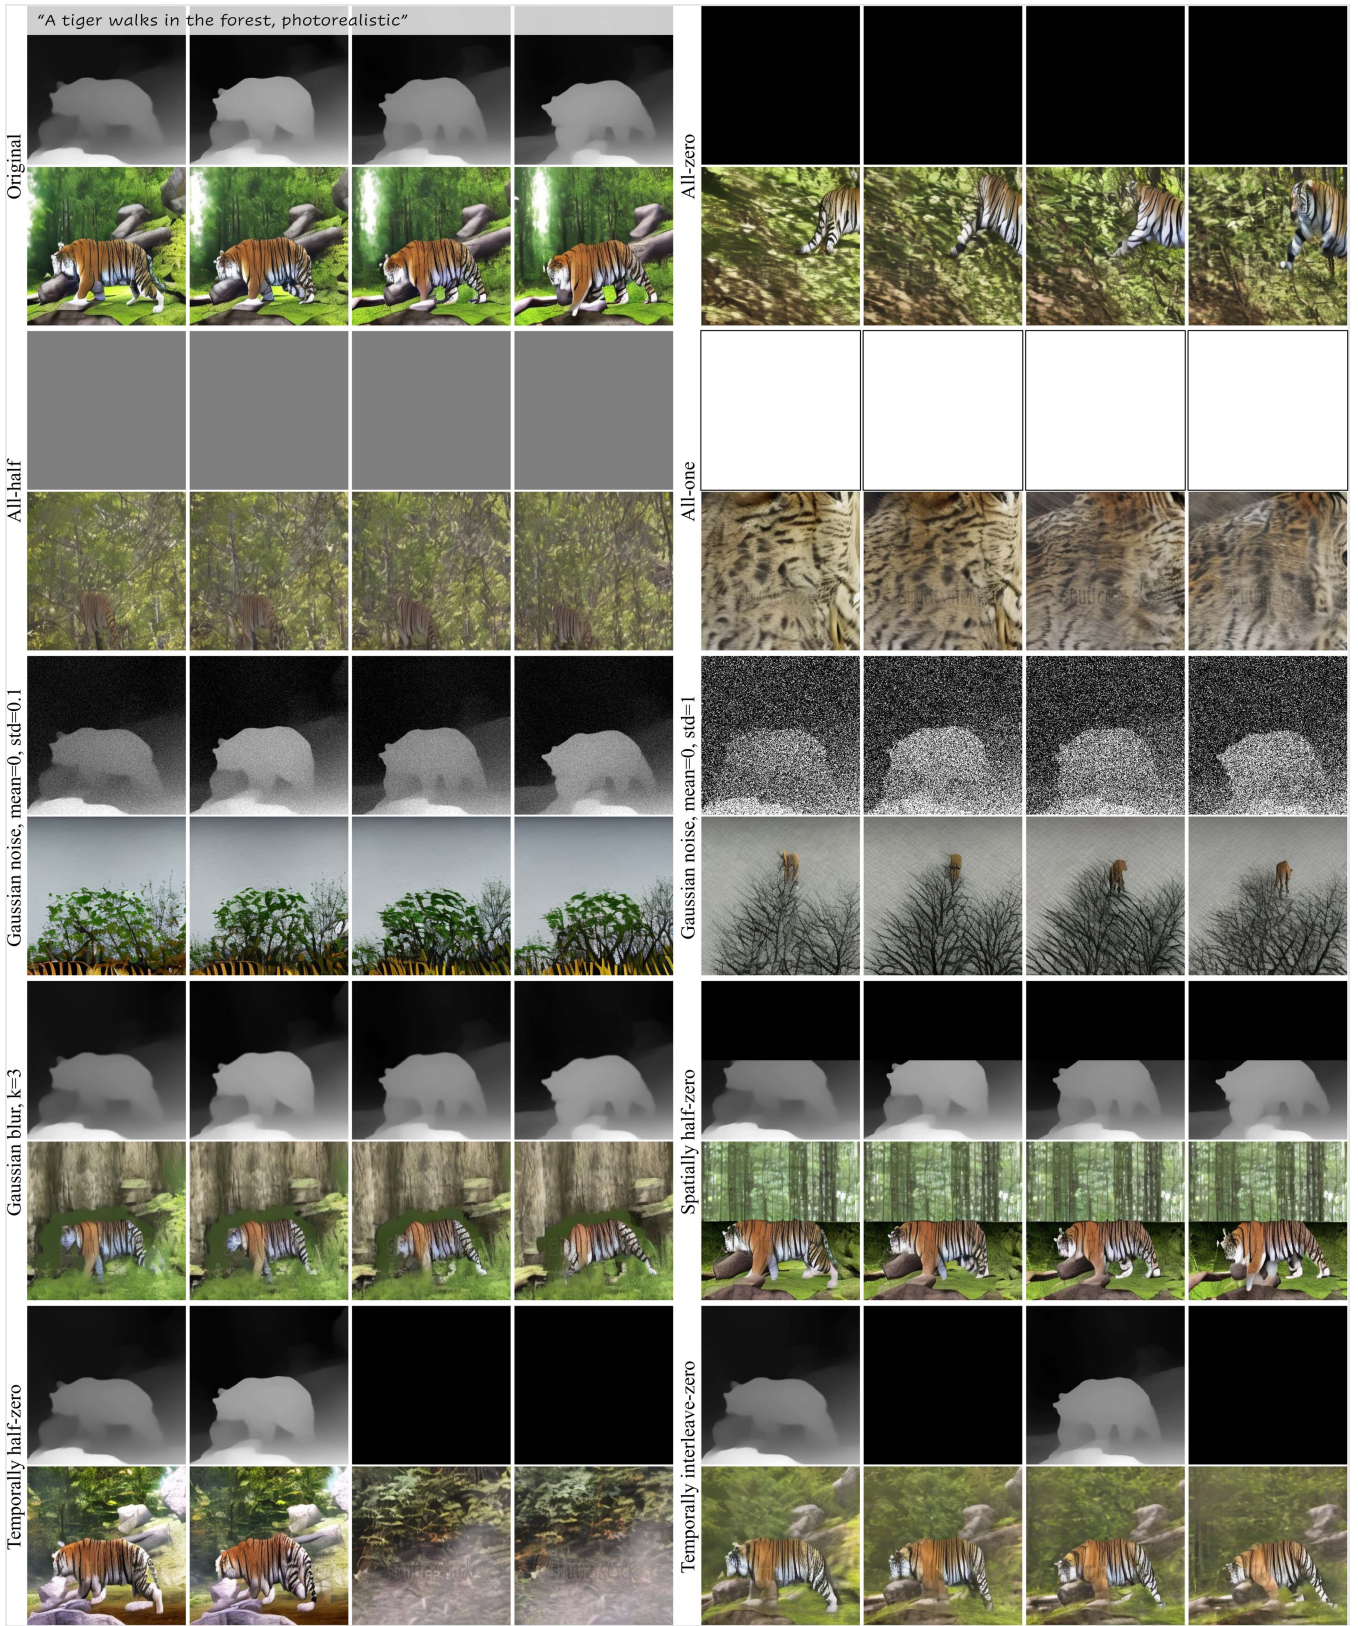 "A tiger walks in the forest, photorealistic"
Original
All-zero
All-half
All-one
Gaussian noise, mean=0, std=0.1
Gaussian noise, mean=0, std=1
Gaussian blur, k=3
Spatially half-zero
Temporally half-zero
Temporally interleave-zero